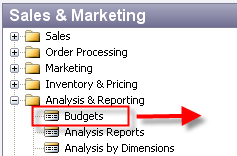 Sales & Marketing
Sales
Order Processing
Marketing
Inventory & Pricing
Analysis & Reporting
Budgets
Analysis Reports
Analysis by Dimensions